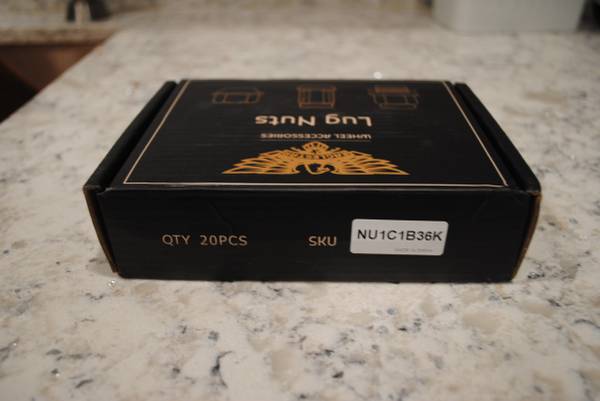 Lug Nuts
WHEEL ACCESSORIES
QTY 20PCS
SKU
NU1C1B36K